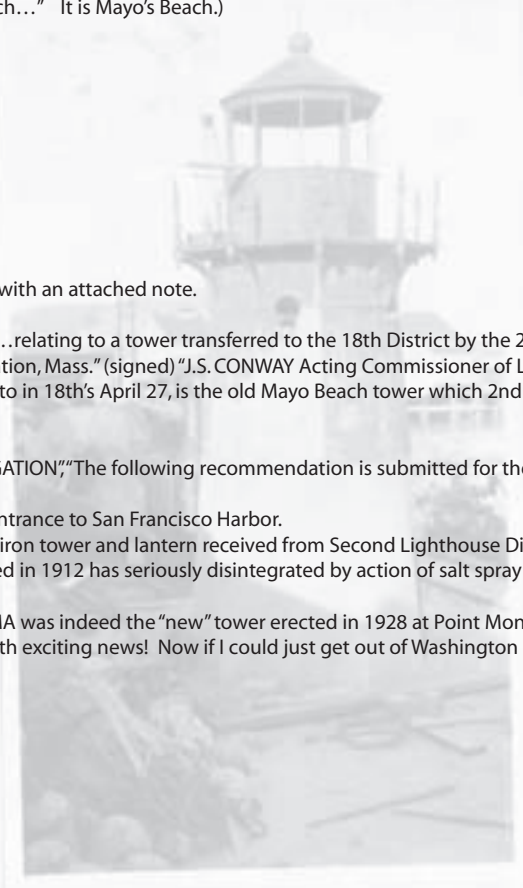 ch…” It is Mayo’s Beach.)
with an attached note.
…relating to a tower transferred to the 18th District by the 2
tion, Mass.” (signed) “J.S. CONWAY Acting Commissioner of L
to in 18th’s April 27, is the old Mayo Beach tower which 2nd
GATION”,“The following recommendation is submitted for the
ntrance to San Francisco Harbor.
iron tower and lantern received from Second Lighthouse Di
ed in 1912 has seriously disintegrated by action of salt spray
MA was indeed the “new” tower erected in 1928 at Point Mon
th exciting news! Now if I could just get out of Washington